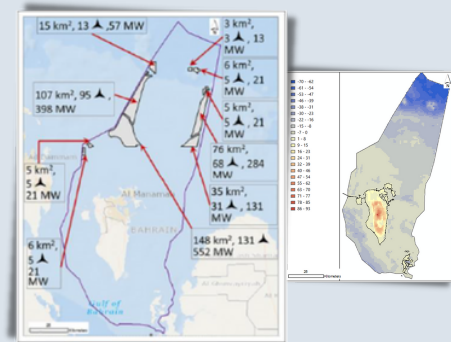 15 km², 13 ,57 MW
3 km²,
3 , 13
MW
6 km²,
5 , 21
MW
5 km²,
5 , 21
MW
107 km², 95 ,
398 MW
76
km²,
68 , 284
MW
5 km²,
5
21 MW
35
km²,
31 , 131
MW
Al Manamah
BAHRAIN
148 km², 131
552 MW
6 km²,
5
21
MW
Gulf of
Bahrain
-70 - -62
-61 - -54
-53 - -47
-46 - -39
-38 - -31
-30 - -23
-22 - -16
-15 - -8
-7 - 0
1 - 8
9 - 15
16 - 23
24 - 31
32 - 38
40 - 46
47 - 54
55 - 62
63 - 70
71 - 77
78 - 85
86 - 93
Kilometers